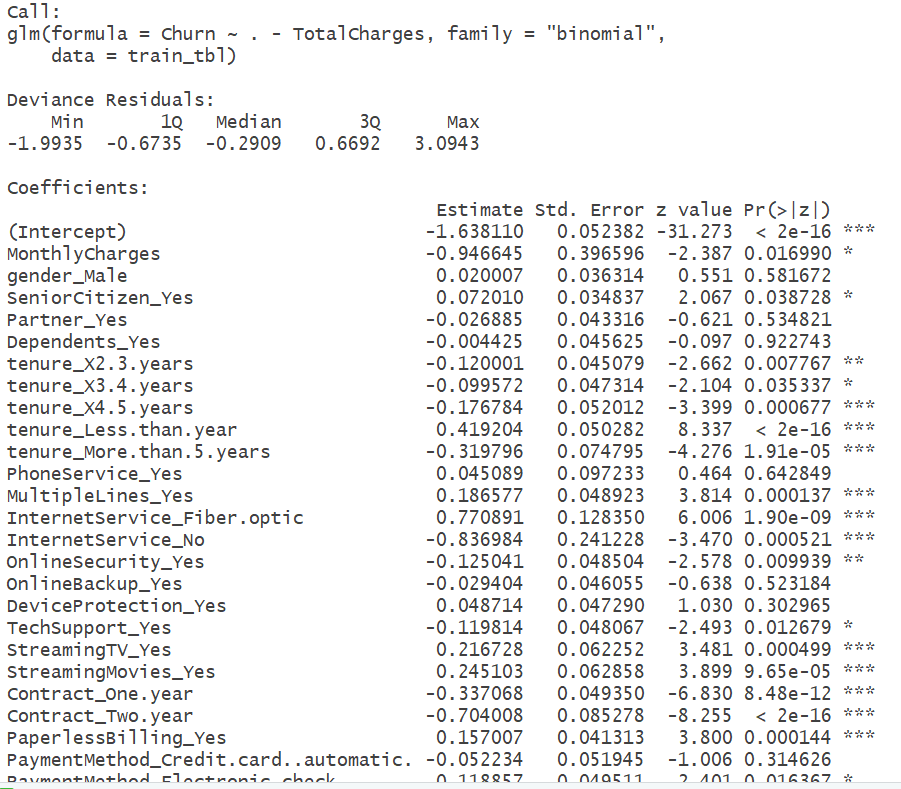 Call:
glm(formula = Churn ~ . - TotalCharges, family = "binomial",
    data = train_tbl)

Deviance Residuals:
    Min       1Q   Median       3Q      Max
-1.9935  -0.6735  -0.2909   0.6692   3.0943

Coefficients:
                                        Estimate Std. Error z value Pr(>|z|)
(Intercept)                            -1.638110   0.052382 -31.273  < 2e-16 ***
MonthlyCharges                         -0.946645   0.396596  -2.387 0.016990 *
gender_Male                             0.020007   0.036314   0.551 0.581672
SeniorCitizen_Yes                       0.072010   0.034837   2.067 0.038728 *
Partner_Yes                            -0.026885   0.043316  -0.621 0.534821
Dependents_Yes                         -0.004425   0.045625  -0.097 0.922743
tenure_X2.3.years                      -0.120001   0.045079  -2.662 0.007767 **
tenure_X3.4.years                      -0.099572   0.047314  -2.104 0.035337 *
tenure_X4.5.years                      -0.176784   0.052012  -3.399 0.000677 ***
tenure_Less.than.year                   0.419204   0.050282   8.337  < 2e-16 ***
tenure_More.than.5.years               -0.319796   0.074795  -4.276 1.91e-05 ***
PhoneService_Yes                        0.045089   0.097233   0.464 0.642849
MultipleLines_Yes                       0.186577   0.048923   3.814 0.000137 ***
InternetService_Fiber.optic             0.770891   0.128350   6.006 1.90e-09 ***
InternetService_No                     -0.836984   0.241228  -3.470 0.000521 ***
OnlineSecurity_Yes                     -0.125041   0.048504  -2.578 0.009939 **
OnlineBackup_Yes                       -0.029404   0.046055  -0.638 0.523184
DeviceProtection_Yes                    0.048714   0.047290   1.030 0.302965
TechSupport_Yes                        -0.119814   0.048067  -2.493 0.012679 *
StreamingTV_Yes                         0.216728   0.062252   3.481 0.000499 ***
StreamingMovies_Yes                     0.245103   0.062858   3.899 9.65e-05 ***
Contract_One.year                      -0.337068   0.049350  -6.830 8.48e-12 ***
Contract_Two.year                      -0.704008   0.085278  -8.255  < 2e-16 ***
PaperlessBilling_Yes                    0.157007   0.041313   3.800 0.000144 ***
PaymentMethod_Credit.card..automatic.  -0.052234   0.051945  -1.006 0.314626
PaymentMethod_Electronic.check          0.118857   0.049511   2.401 0.016367 *